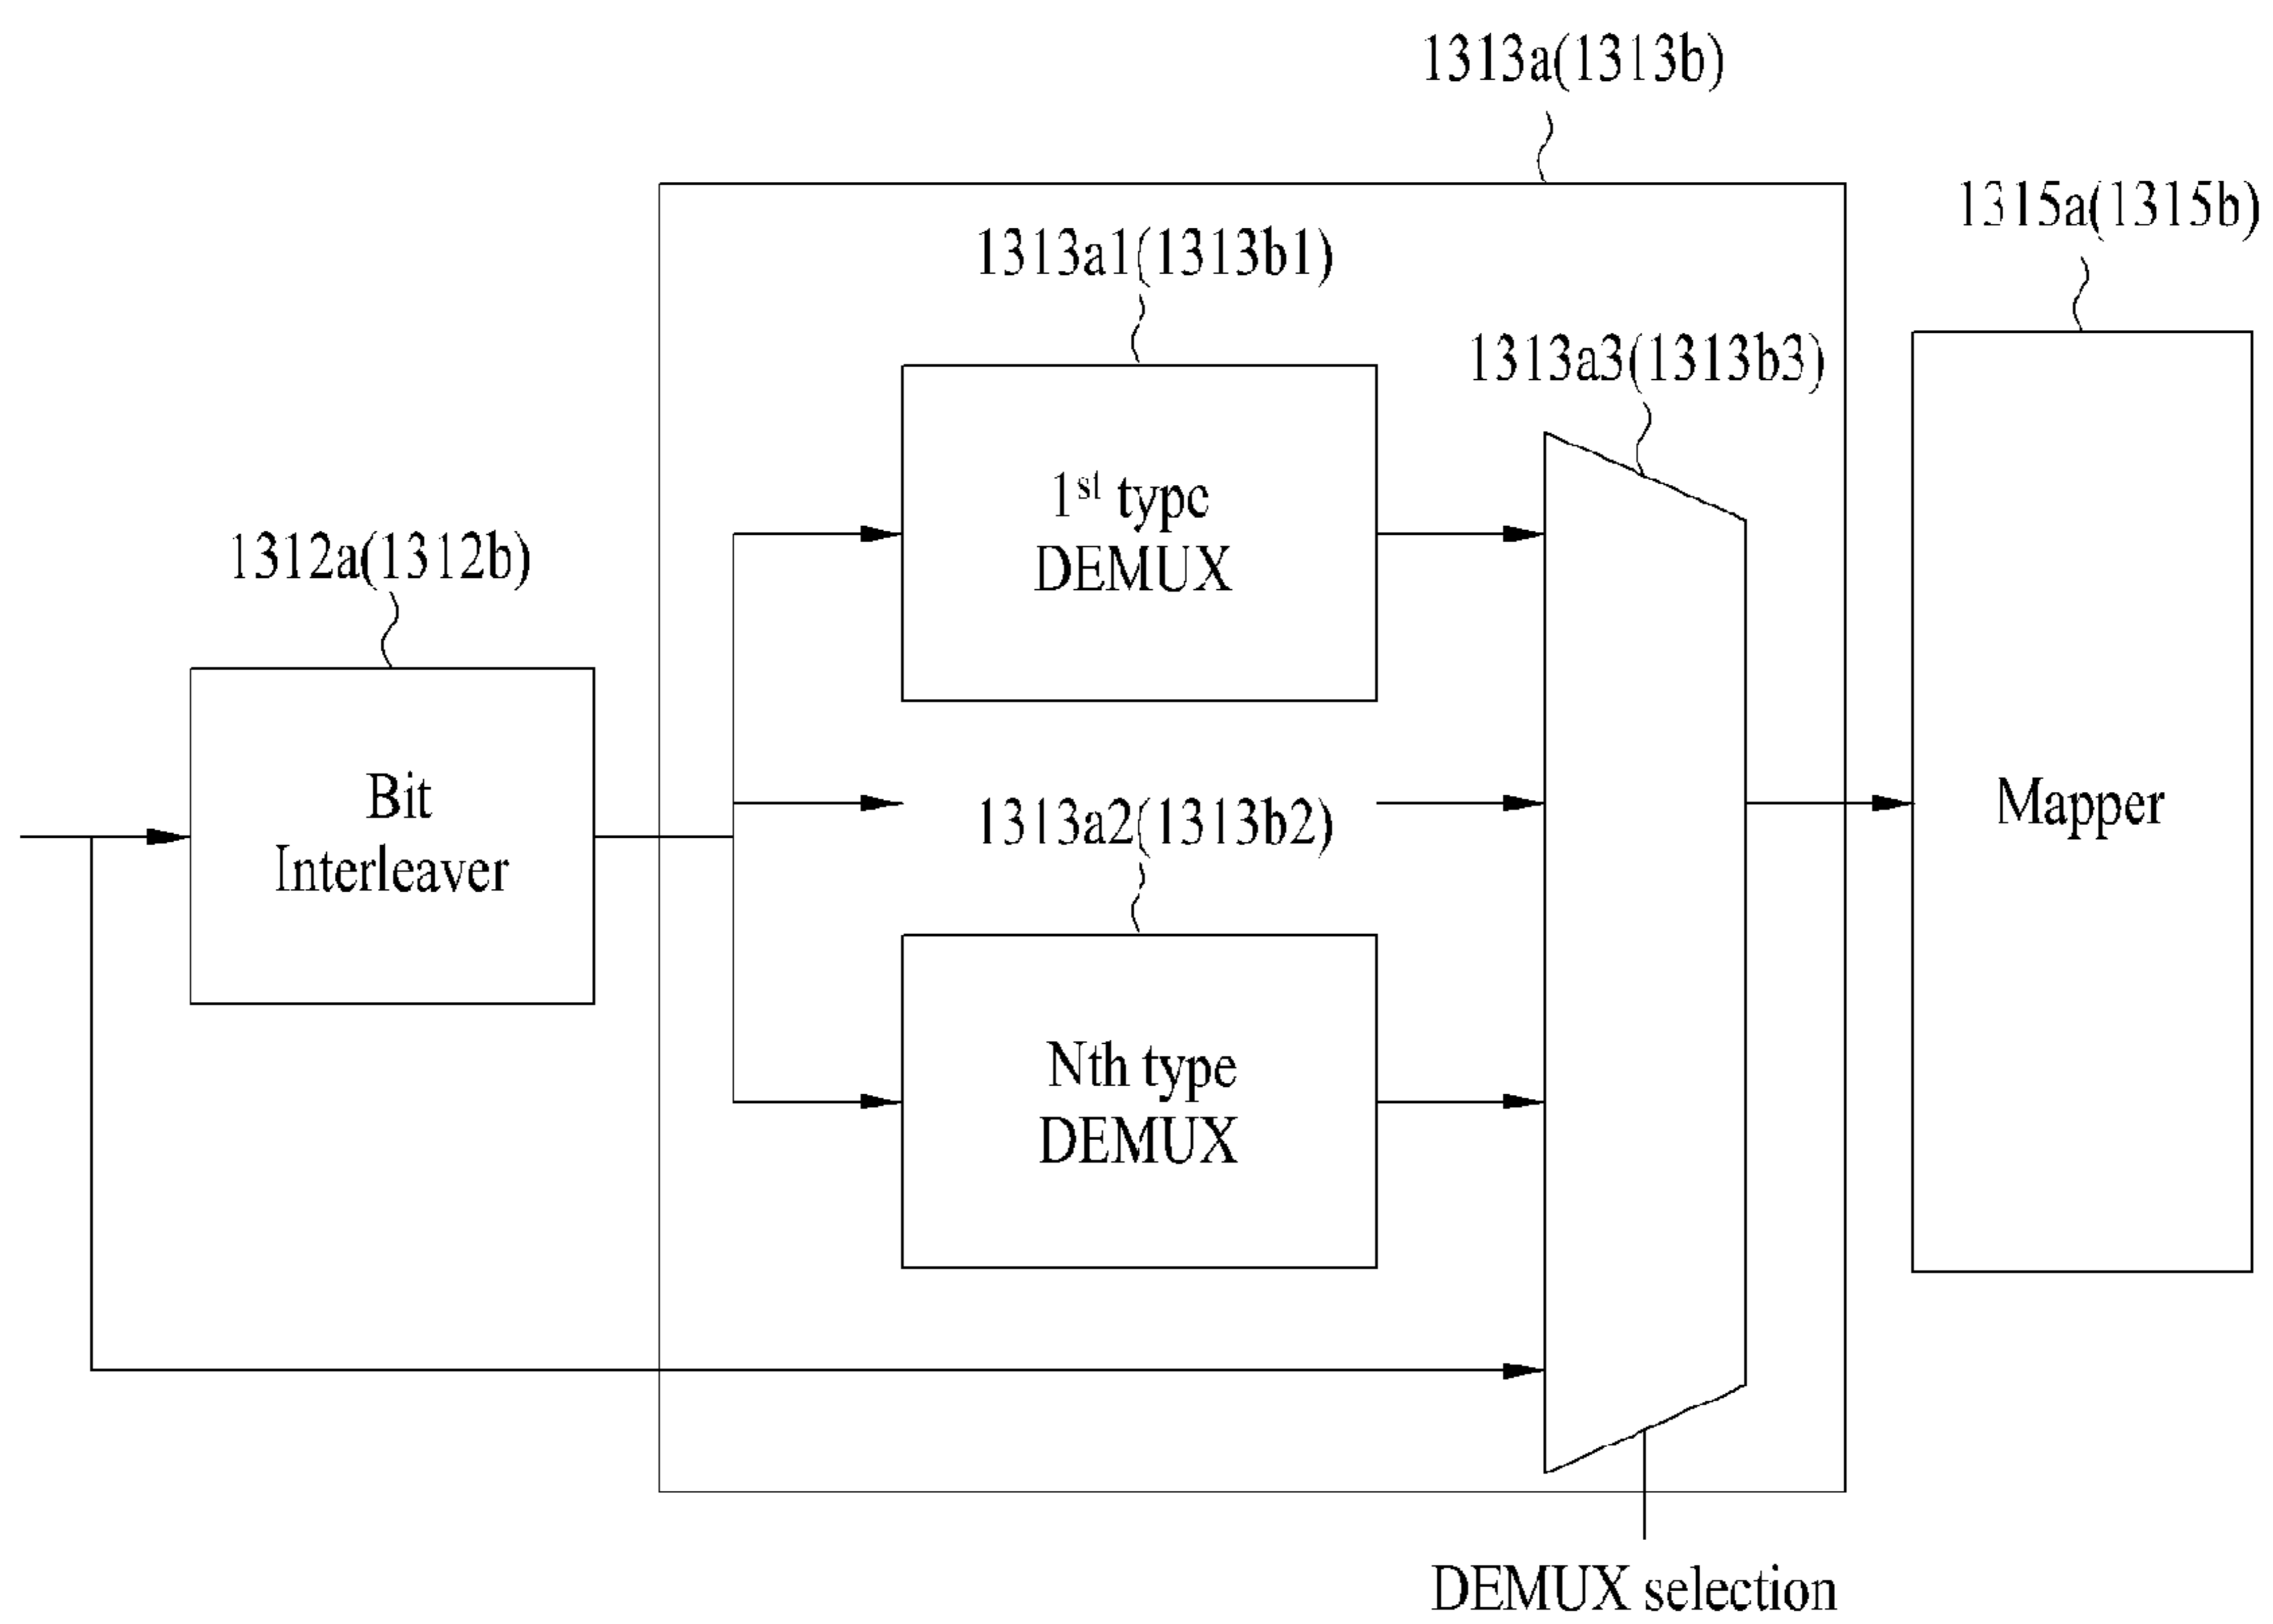 1313a(1313b)
1315a(1315b)
1313a1(1313b1)
1313a3(1313b3)
1st type
DEMUX
1312a(1312b)
Bit
Interleaver
1313a2(1313b2)
Mapper
Nth type
DEMUX
DEMUX selection